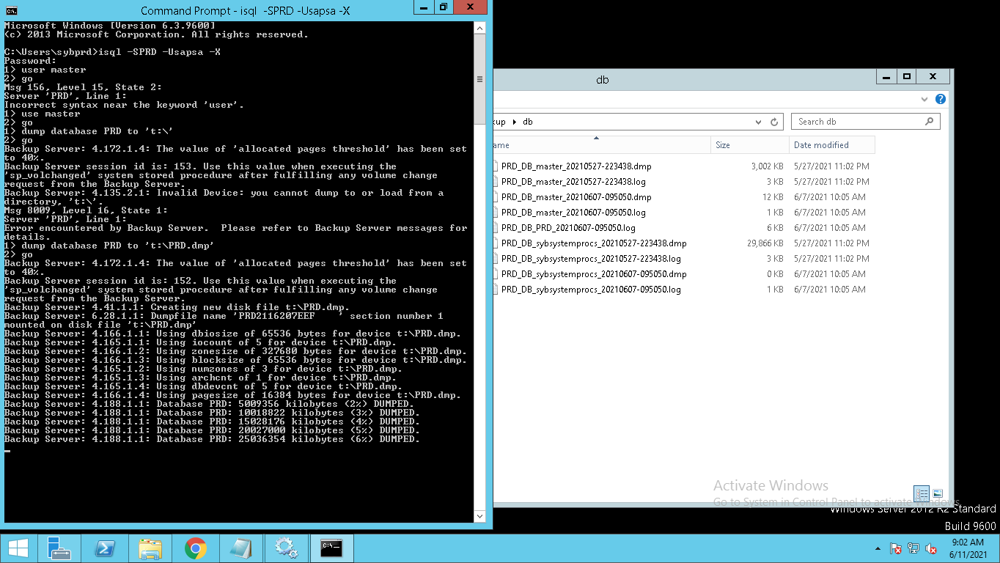 Command Prompt - isql -SPRD -Usapsa -X
Microsoft Windows [Version 6.3.9600]
(c) 2013 Microsoft Corporation. All rights reserved.
C:\Users\sybprd>isql -SPRD -Usapsa -X
Password:
1> user master
2> go
Msg 156, Level 15, State 2:
Server 'PRD', Line 1:
Incorrect syntax near the keyword 'user'.
1> use master
2> go
1> dump database PRD to 't:\'
2> go
Backup Server: 4.172.1.4: The value of 'allocated pages threshold' has been set
to 40%.
Backup Server session id is: 153. Use this value when executing the
'sp_volchanged' system stored procedure after fulfilling any volume change
request from the Backup Server.
Backup Server: 4.135.2.1: Invalid Device: you cannot dump to or load from a
directory, 't:\'.
Msg 8009, Level 16, State 1:
Server 'PRD', Line 1:
Error encountered by Backup Server.  Please refer to Backup Server messages for
details.
1> dump database PRD to 't:\PRD.dmp'
2> go
Backup Server: 4.172.1.4: The value of 'allocated pages threshold' has been set
to 40%.
Backup Server session id is: 152. Use this value when executing the
'sp_volchanged' system stored procedure after fulfilling any volume change
request from the Backup Server.
Backup Server: 4.41.1.1: Creating new disk file t:\PRD.dmp.
Backup Server: 6.28.1.1: Dumpfile name 'PRD2116207EEF    ' section number 1
mounted on disk file 't:\PRD.dmp'
Backup Server: 4.166.1.1: Using dbiosize of 65536 bytes for device t:\PRD.dmp.
Backup Server: 4.165.1.1: Using iocount of 5 for device t:\PRD.dmp.
Backup Server: 4.166.1.2: Using zonesize of 327680 bytes for device t:\PRD.dmp.
Backup Server: 4.166.1.3: Using blocksize of 65536 bytes for device t:\PRD.dmp.
Backup Server: 4.165.1.2: Using numzones of 3 for device t:\PRD.dmp.
Backup Server: 4.165.1.3: Using archcnt of 1 for device t:\PRD.dmp.
Backup Server: 4.165.1.4: Using dbdevcnt of 5 for device t:\PRD.dmp.
Backup Server: 4.166.1.4: Using pagesize of 16384 bytes for device t:\PRD.dmp.
Backup Server: 4.188.1.1: Database PRD: 5009356 kilobytes (2%) DUMPED.
Backup Server: 4.188.1.1: Database PRD: 10018822 kilobytes (3%) DUMPED.
Backup Server: 4.188.1.1: Database PRD: 15028176 kilobytes (4%) DUMPED.
Backup Server: 4.188.1.1: Database PRD: 20027000 kilobytes (5%) DUMPED.
Backup Server: 4.188.1.1: Database PRD: 25036354 kilobytes (6%) DUMPED.
db
kup db
Search db
ame Size Date modified
PRD_DB_master_20210527-223438.dmp 3,002 KB 5/27/2021 11:02 PM
PRD_DB_master_20210527-223438.log 3 KB 5/27/2021 11:02 PM
PRD_DB_master_20210607-095050.dmp 12 KB 6/7/2021 10:05 AM
PRD_DB_master_20210607-095050.log 1 KB 6/7/2021 10:05 AM
PRD_DB_PRD_20210607-095050.log 6 KB 6/7/2021 10:05 AM
PRD_DB_sybsystemprocs_20210527-223438.dmp 29,866 KB 5/27/2021 11:02 PM
PRD_DB_sybsystemprocs_20210527-223438.log 3 KB 5/27/2021 11:02 PM
PRD_DB_sybsystemprocs_20210607-095050.dmp 0 KB 6/7/2021 10:05 AM
PRD_DB_sybsystemprocs_20210607-095050.log 1 KB 6/7/2021 10:05 AM
Activate Windows
Go to System in Control Panel to activate Windows.
Windows Server 2012 R2 Standard
Build 9600
9:02 AM
6/11/2021